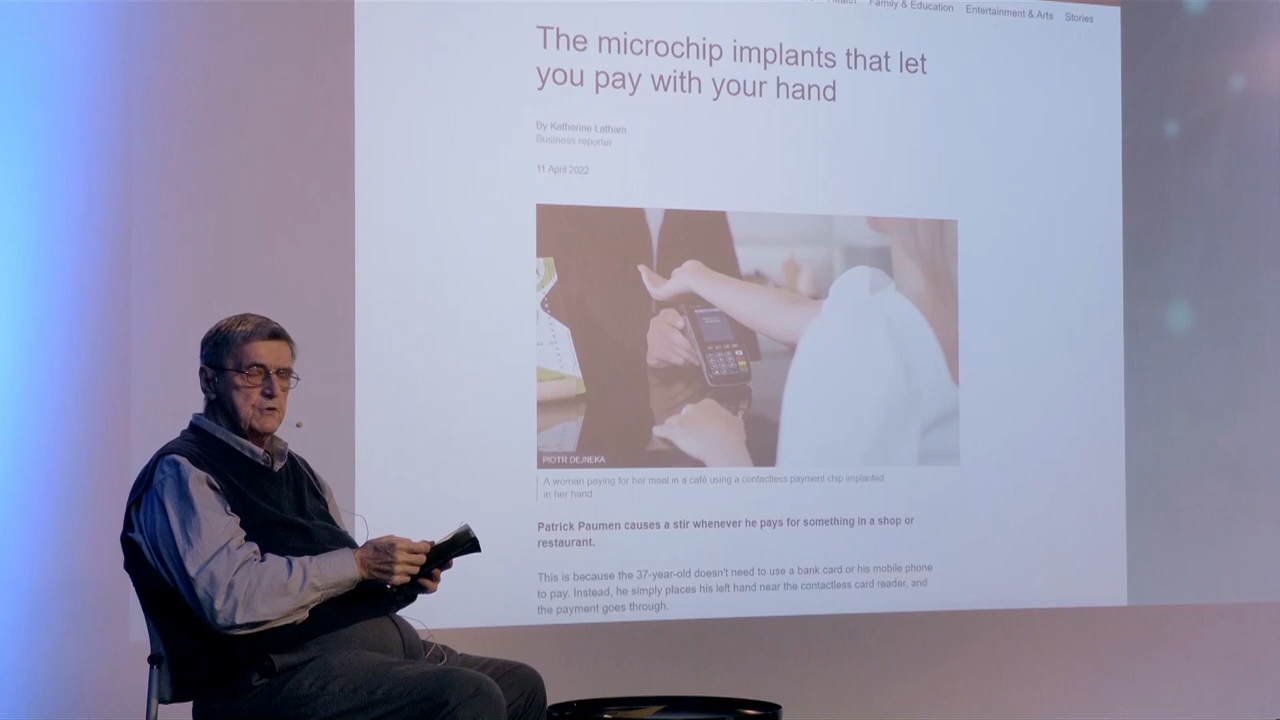 Health Family & Education Entertainment & Arts Stories
The microchip implants that let
you pay with your hand
By Katherine Latham
Business reporter
11 April 2022
PIOTR DEJNEKA
A woman paying for her meal in a café using a contactless payment chip implanted
in her hand
Patrick Paumen causes a stir whenever he pays for something in a shop or
restaurant.
This is because the 37-year-old doesn't need to use a bank card or his mobile phone
to pay. Instead, he simply places his left hand near the contactless card reader, and
the payment goes through.